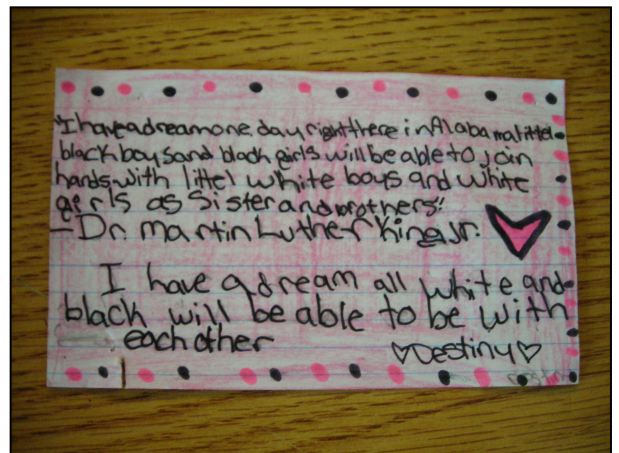 "I have a dream one day right there in Alabama littel
black boys and black girls will be able to join
hands with littel white boys and white
girls as Sister and brothers."
-Dr. martin Luther King Jr.
I have a dream all white and
black will be able to be with
each other
♡Destiny♡